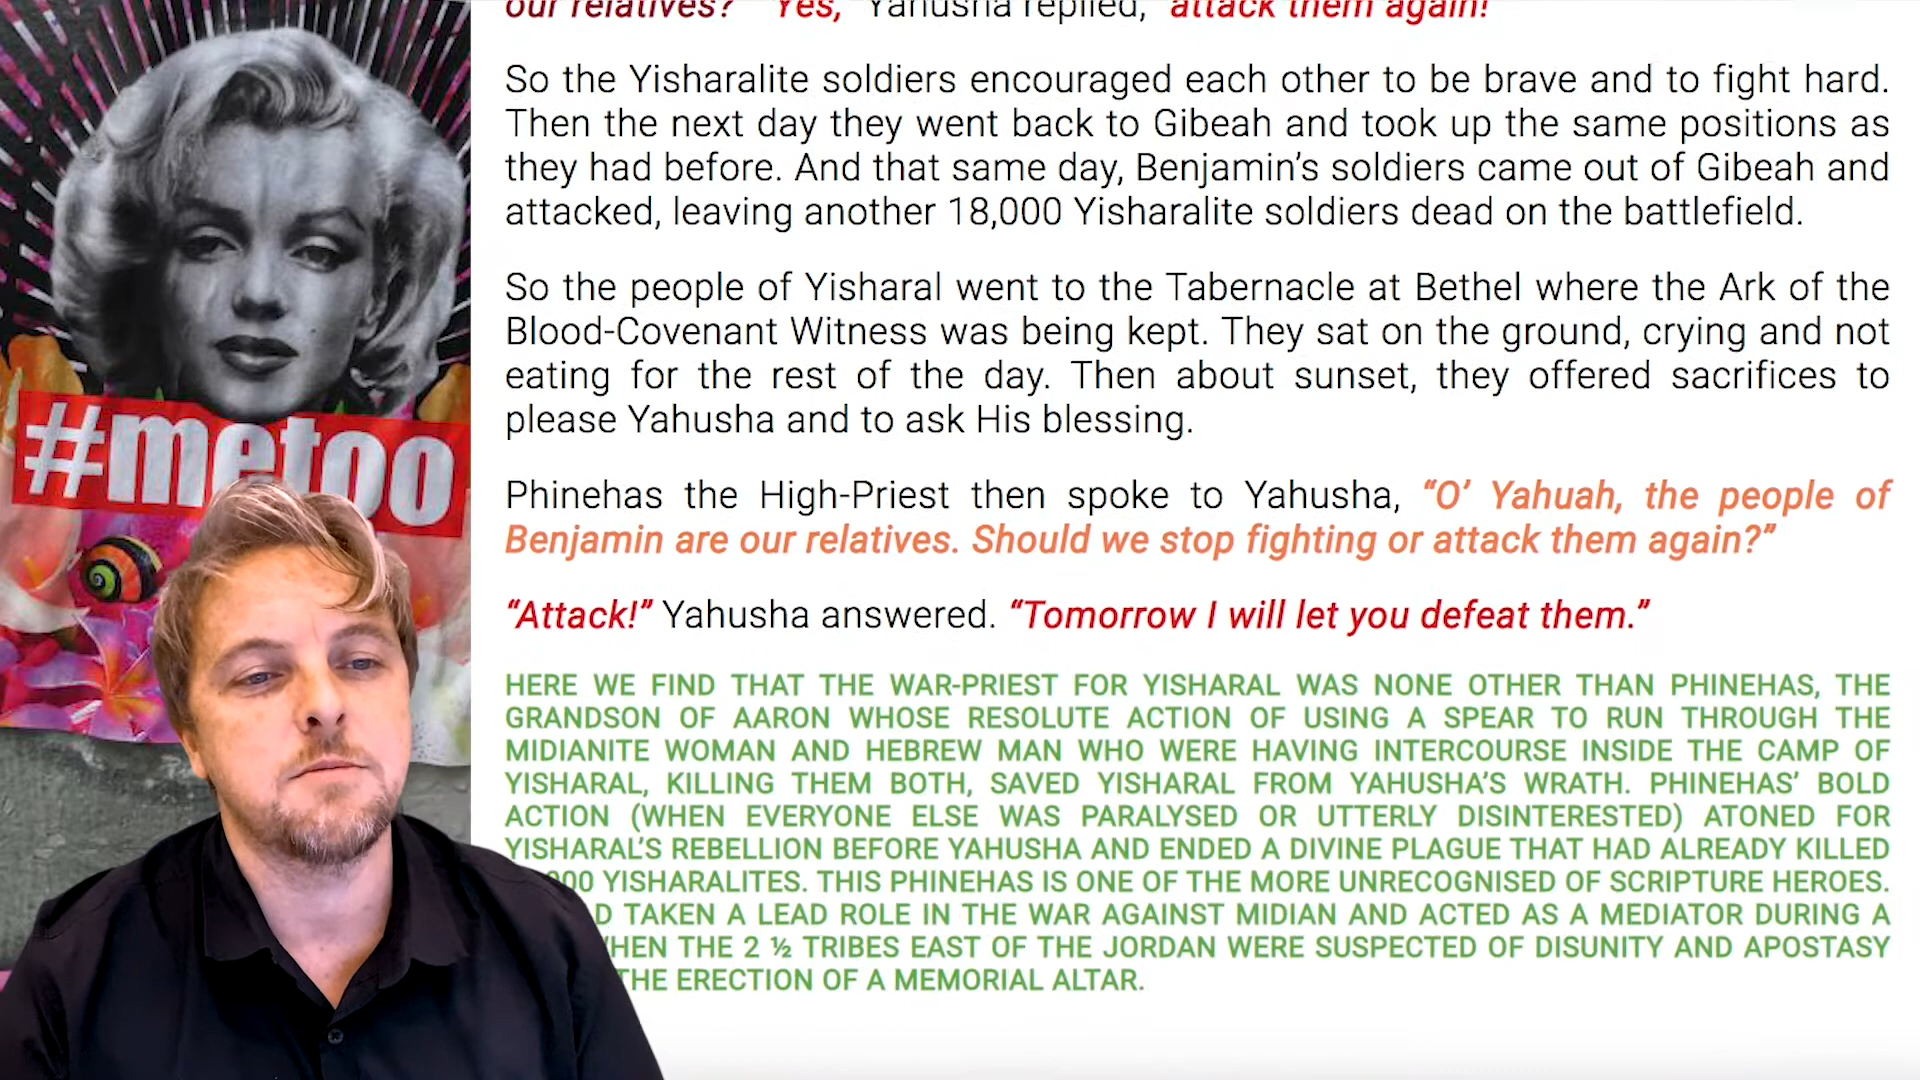 our relatives?” “Yes,” Yahusha replied, “attack them again!”
So the Yisharalite soldiers encouraged each other to be brave and to fight hard.
Then the next day they went back to Gibeah and took up the same positions as
they had before. And that same day, Benjamin’s soldiers came out of Gibeah and
attacked, leaving another 18,000 Yisharalite soldiers dead on the battlefield.
So the people of Yisharal went to the Tabernacle at Bethel where the Ark of the
Blood-Covenant Witness was being kept. They sat on the ground, crying and not
eating for the rest of the day. Then about sunset, they offered sacrifices to
please Yahusha and to ask His blessing.
Phinehas the High-Priest then spoke to Yahusha, “O’ Yahuah, the people of
Benjamin are our relatives. Should we stop fighting or attack them again?”
“Attack!” Yahusha answered. “Tomorrow I will let you defeat them.”
HERE WE FIND THAT THE WAR-PRIEST FOR YISHARAL WAS NONE OTHER THAN PHINEHAS, THE
GRANDSON OF AARON WHOSE RESOLUTE ACTION OF USING A SPEAR TO RUN THROUGH THE
MIDIANITE WOMAN AND HEBREW MAN WHO WERE HAVING INTERCOURSE INSIDE THE CAMP OF
YISHARAL, KILLING THEM BOTH, SAVED YISHARAL FROM YAHUSHA’S WRATH. PHINEHAS’ BOLD
ACTION (WHEN EVERYONE ELSE WAS PARALYSED OR UTTERLY DISINTERESTED) ATONED FOR
YISHARAL’S REBELLION BEFORE YAHUSHA AND ENDED A DIVINE PLAGUE THAT HAD ALREADY KILLED
YISHARALITES. THIS PHINEHAS IS ONE OF THE MORE UNRECOGNISED OF SCRIPTURE HEROES.
TAKEN A LEAD ROLE IN THE WAR AGAINST MIDIAN AND ACTED AS A MEDIATOR DURING A
THE 2 ½ TRIBES EAST OF THE JORDAN WERE SUSPECTED OF DISUNITY AND APOSTASY
THE ERECTION OF A MEMORIAL ALTAR.
#metoo